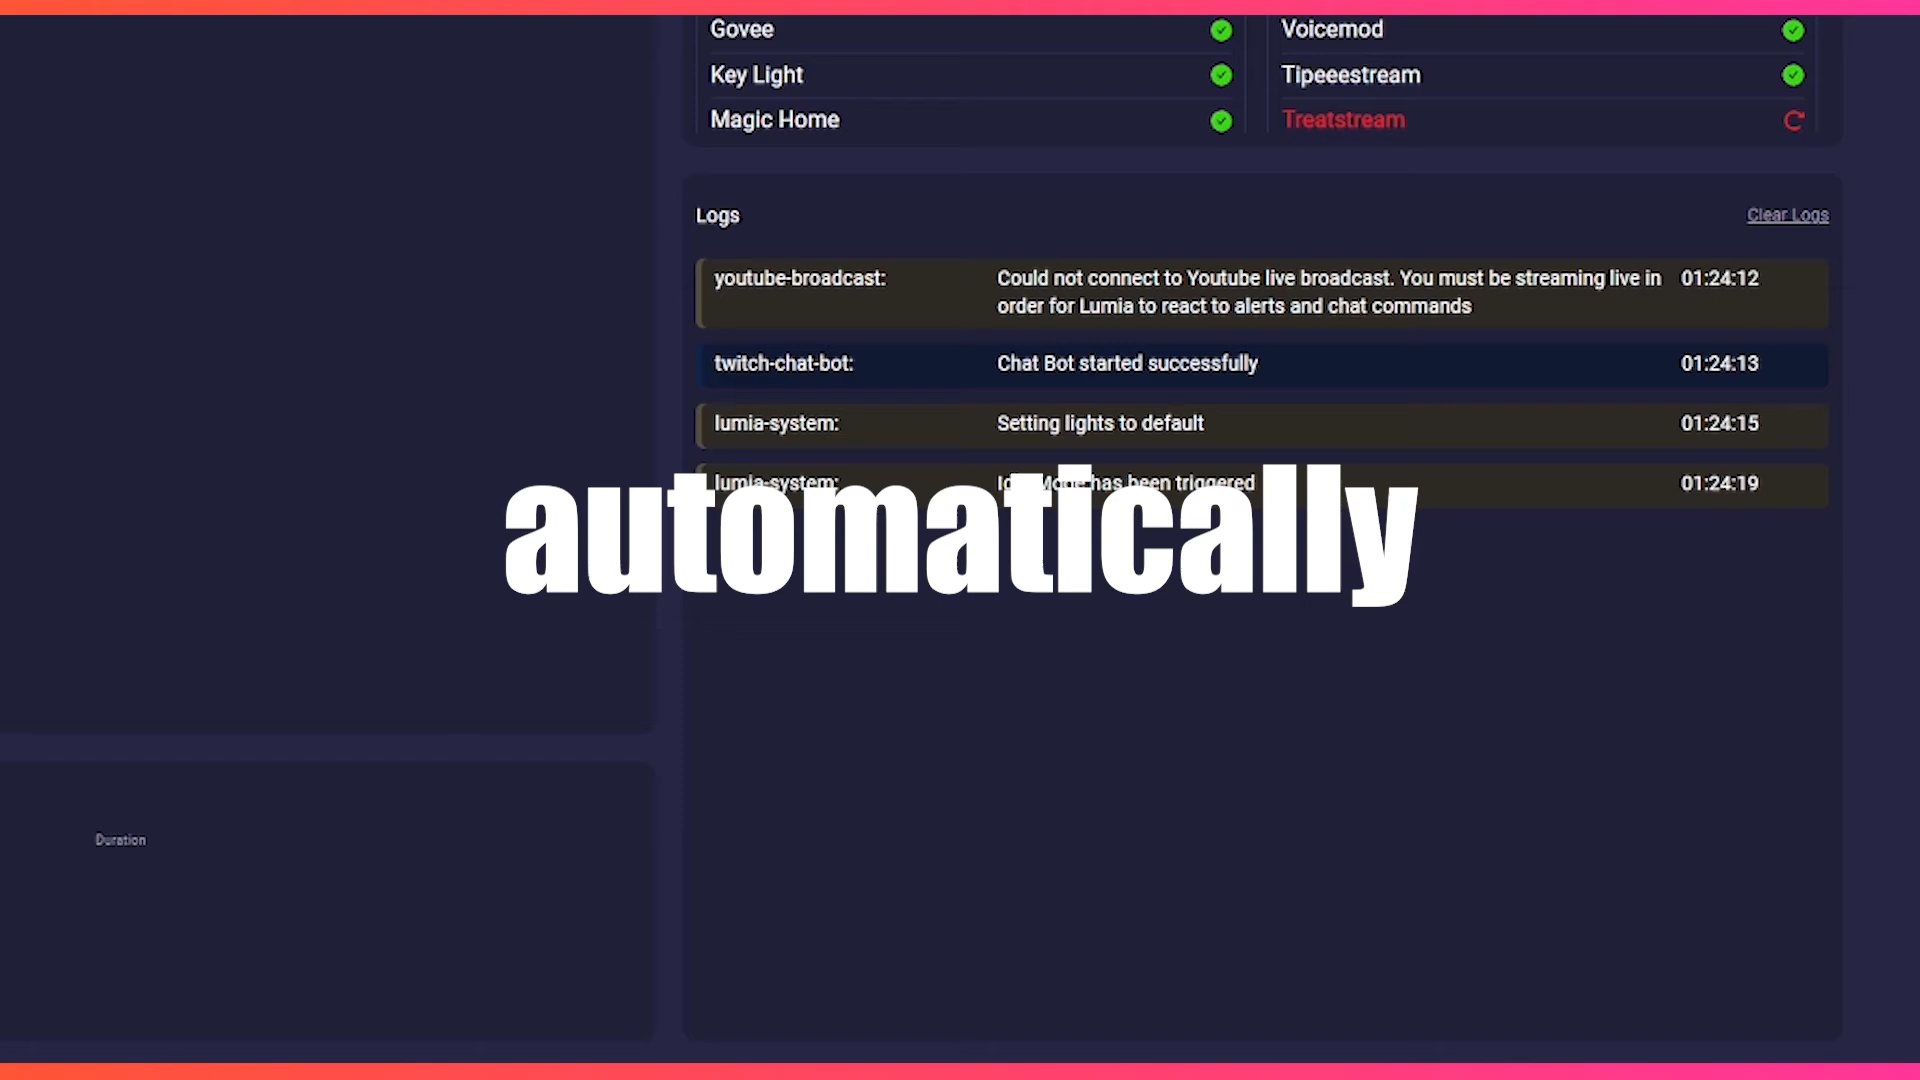 Govee
Voicemod
Key Light
Tipeeestream
Magic Home
Treatstream
Logs
Clear Logs
youtube-broadcast:
Could not connect to Youtube live broadcast. You must be streaming live in
order for Lumia to react to alerts and chat commands
01:24:12
twitch-chat-bot:
Chat Bot started successfully
01:24:13
lumia-system:
Setting lights to default
01:24:15
lumia-system:
Mode has been triggered
01:24:19
automatically
Duration